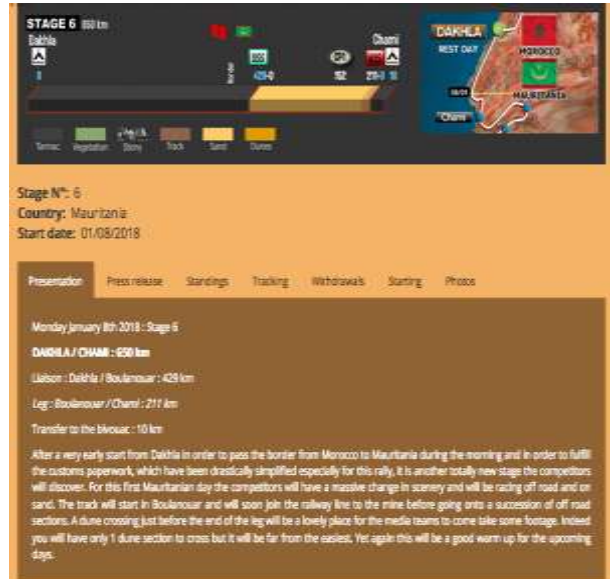 STAGE 6 650 km
Dakhla
Chami
DAKHLA
REST DAY
MOROCCO
MAURITANIA
Chami
Border
0
429-0
152
211-0 10
Tarmac Vegetation Stony Track Sand Dunes
Stage N°: 6
Country: Mauritania
Start date: 01/08/2018
Presentation Press release Standings Tracking Withdrawals Starting Photos
Monday January 8th 2018 : Stage 6
DAKHLA / CHAMI : 650 km
Liaison : Dakhla / Boulanouar : 429 km
Leg : Boulanouar / Chami : 211 km
Transfer to the bivouac : 10 km
After a very early start from Dakhla in order to pass the border from Morocco to Mauritania during the morning and in order to fulfill
the customs paperwork, which have been drastically simplified especially for this rally, it is another totally new stage the competitors
will discover. For this first Mauritanian day the competitors will have a massive change in scenery and will be racing off road and on
sand. The track will start in Boulanouar and will soon join the railway line to the mine before going onto a succession of off road
sections. A dune crossing just before the end of the leg will be a lovely place for the media teams to come take some footage. Indeed
you will have only 1 dune section to cross but it will be far from the easiest. Yet again this will be a good warm up for the upcoming
days.